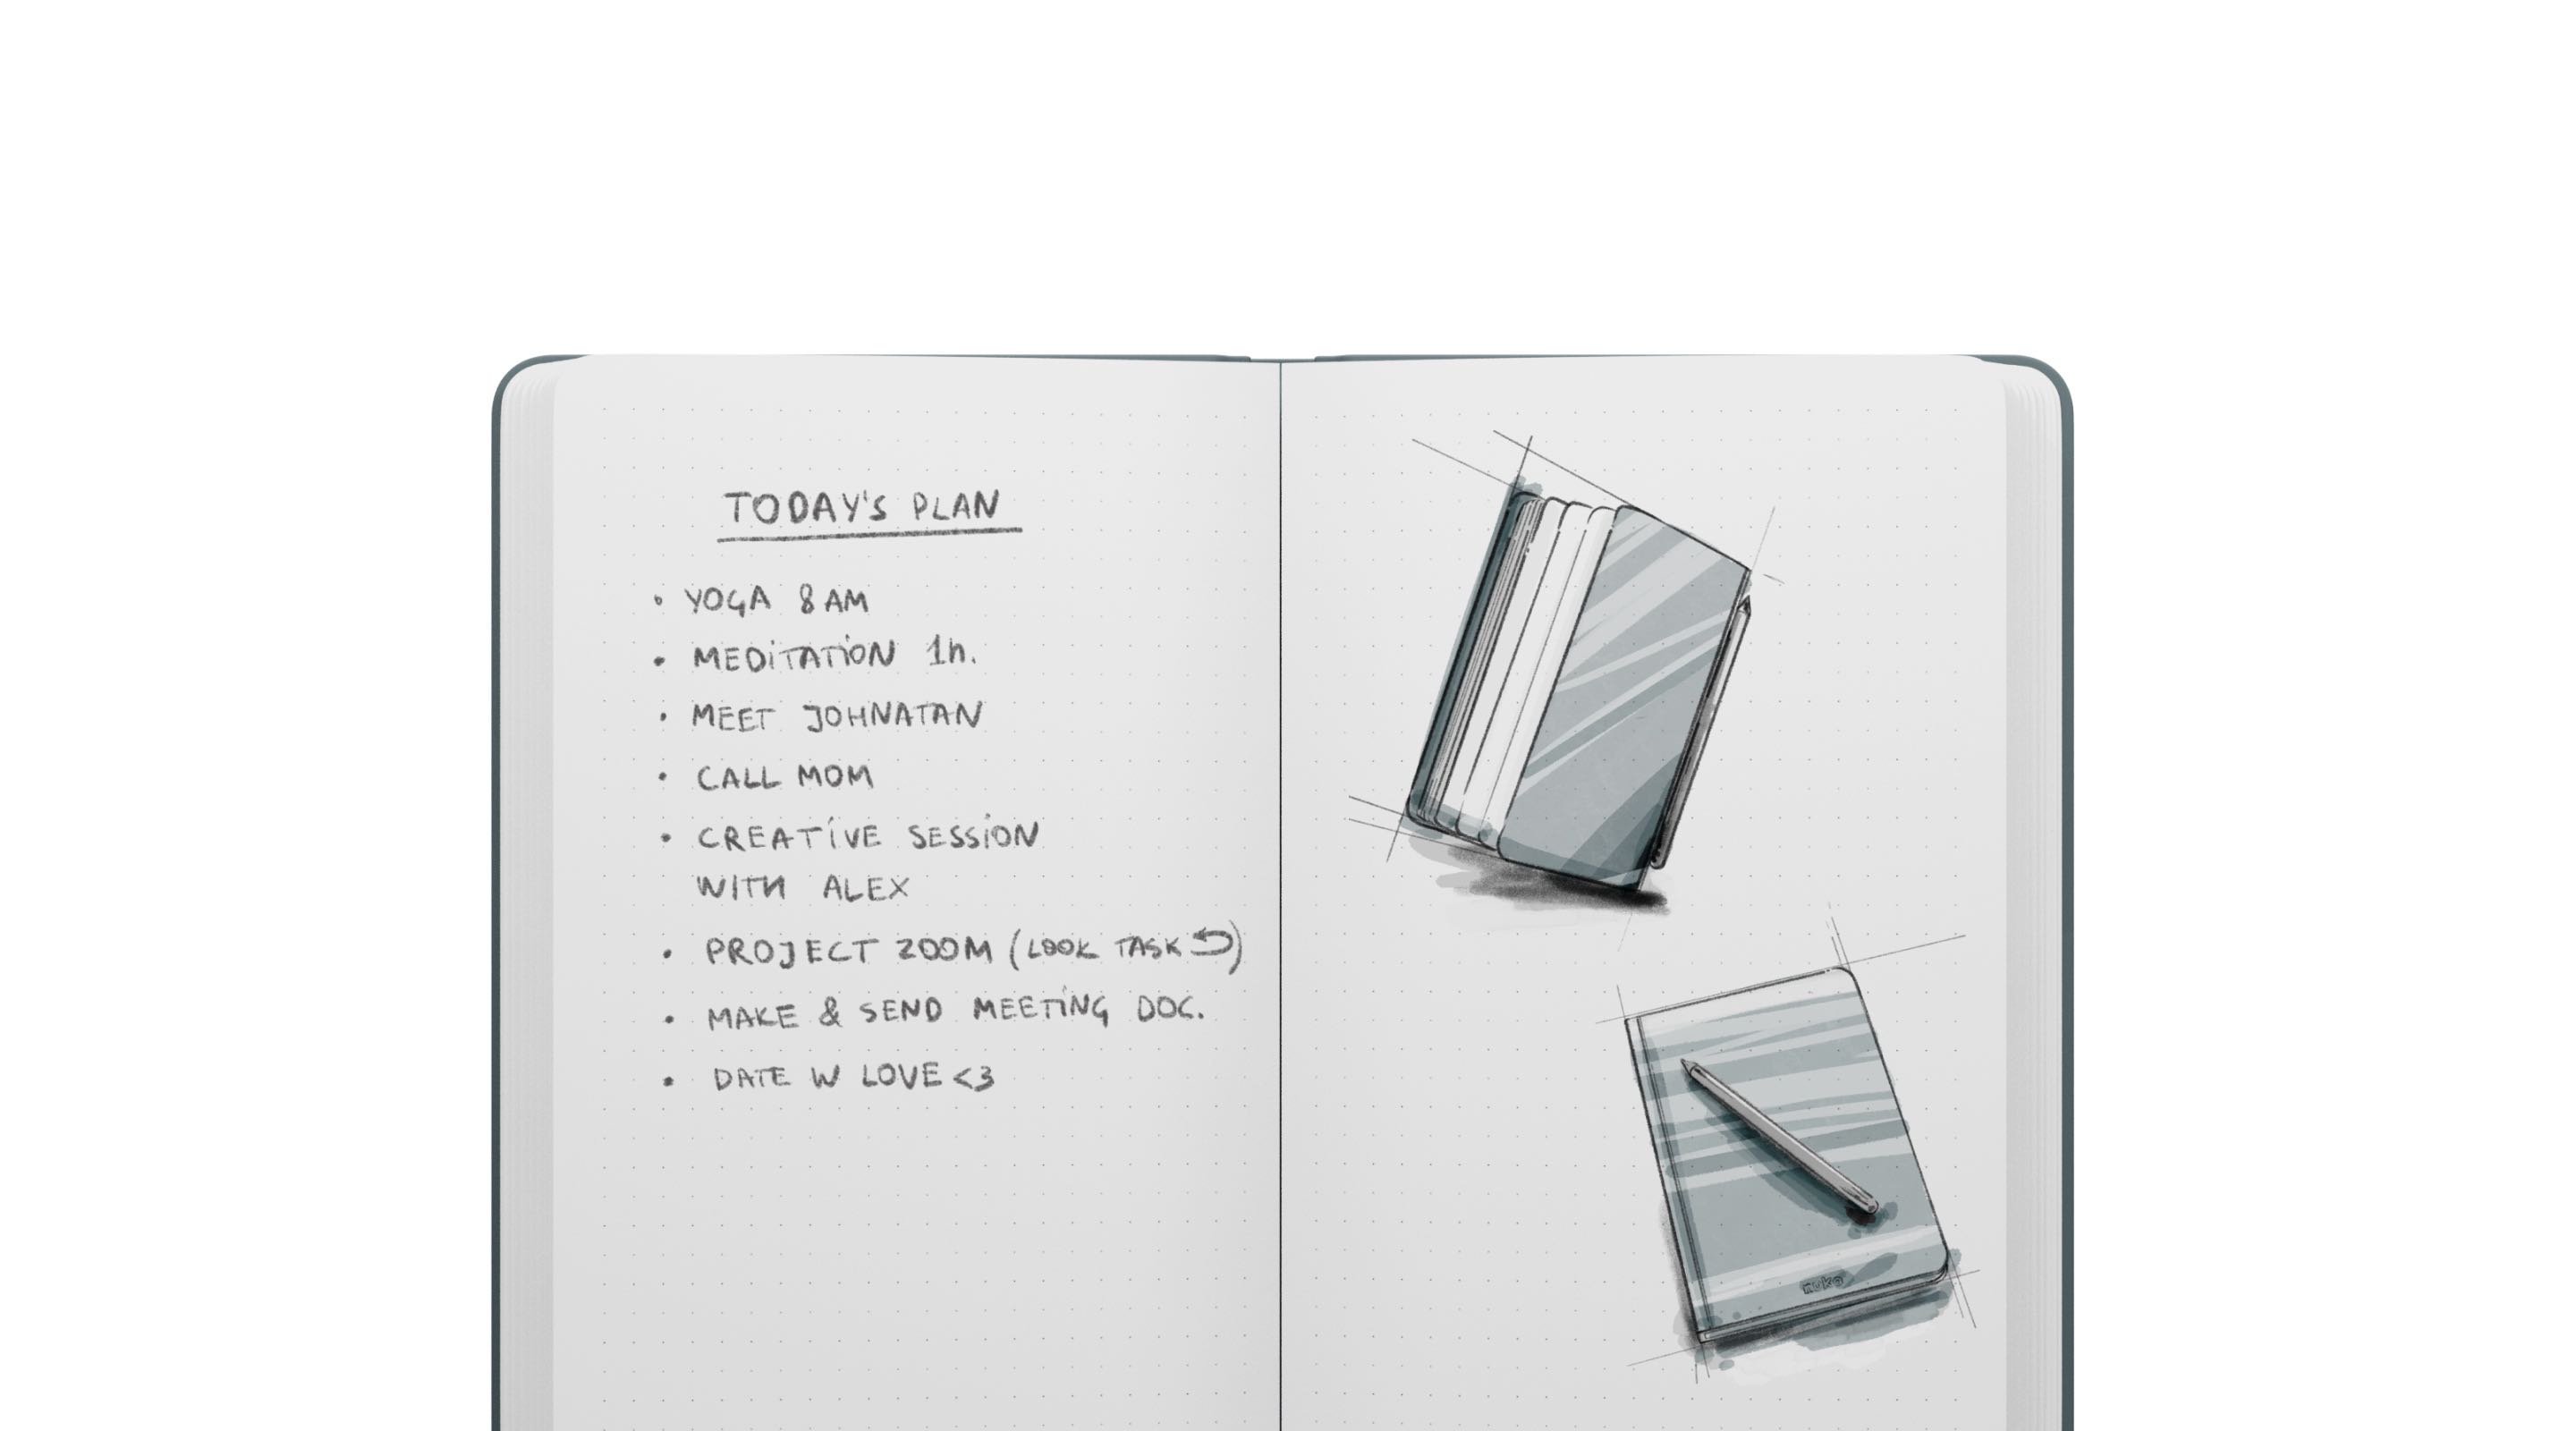 TODAY'S PLAN
• YOGA 8 AM
• MEDITATION 1h.
• MEET JOHNATAN
• CALL MOM
• CREATIVE SESSION
WITH ALEX
• PROJECT ZOOM (LOOK TASK ⮌)
• MAKE & SEND MEETING DOC.
• DATE W LOVE <3
nuka